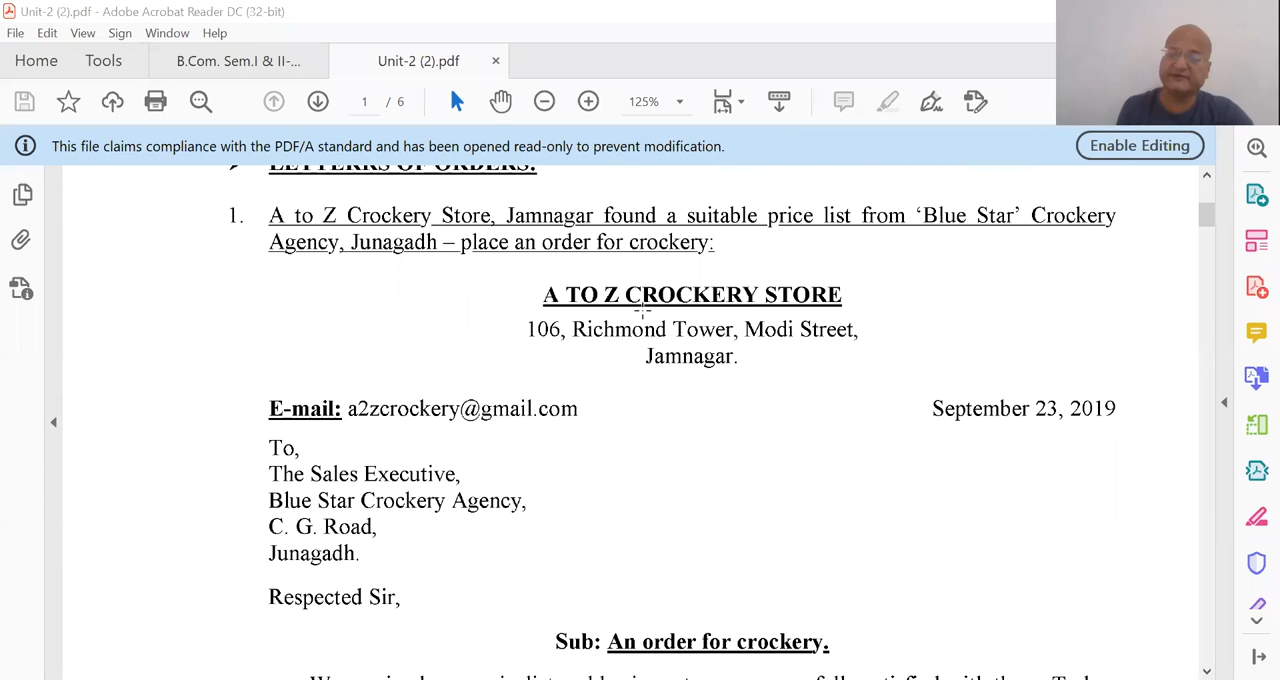 Unit-2 (2).pdf - Adobe Acrobat Reader DC (32-bit)
File Edit View Sign Window Help
Home Tools B.Com. Sem.I & II-... Unit-2 (2).pdf ×
1 / 6 125%
This file claims compliance with the PDF/A standard and has been opened read-only to prevent modification. Enable Editing
LETTERRS OF ORDERS:
1. A to Z Crockery Store, Jamnagar found a suitable price list from ‘Blue Star’ Crockery
Agency, Junagadh – place an order for crockery:
A TO Z CROCKERY STORE
106, Richmond Tower, Modi Street,
Jamnagar.
E-mail: a2zcrockery@gmail.com September 23, 2019
To,
The Sales Executive,
Blue Star Crockery Agency,
C. G. Road,
Junagadh.
Respected Sir,
Sub: An order for crockery.